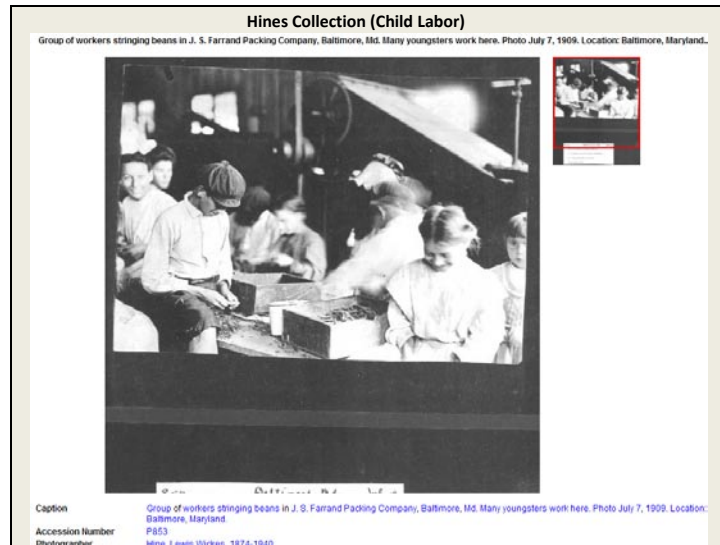 Hines Collection (Child Labor)
Group of workers stringing beans in J. S. Farrand Packing Company, Baltimore, Md. Many youngsters work here. Photo July 7, 1909. Location: Baltimore, Maryland..
Caption Group of workers stringing beans in J. S. Farrand Packing Company, Baltimore, Md. Many youngsters work here. Photo July 7, 1909. Location:
Baltimore, Maryland.
Accession Number P853
Photographer Hine, Lewis Wickes, 1874-1940